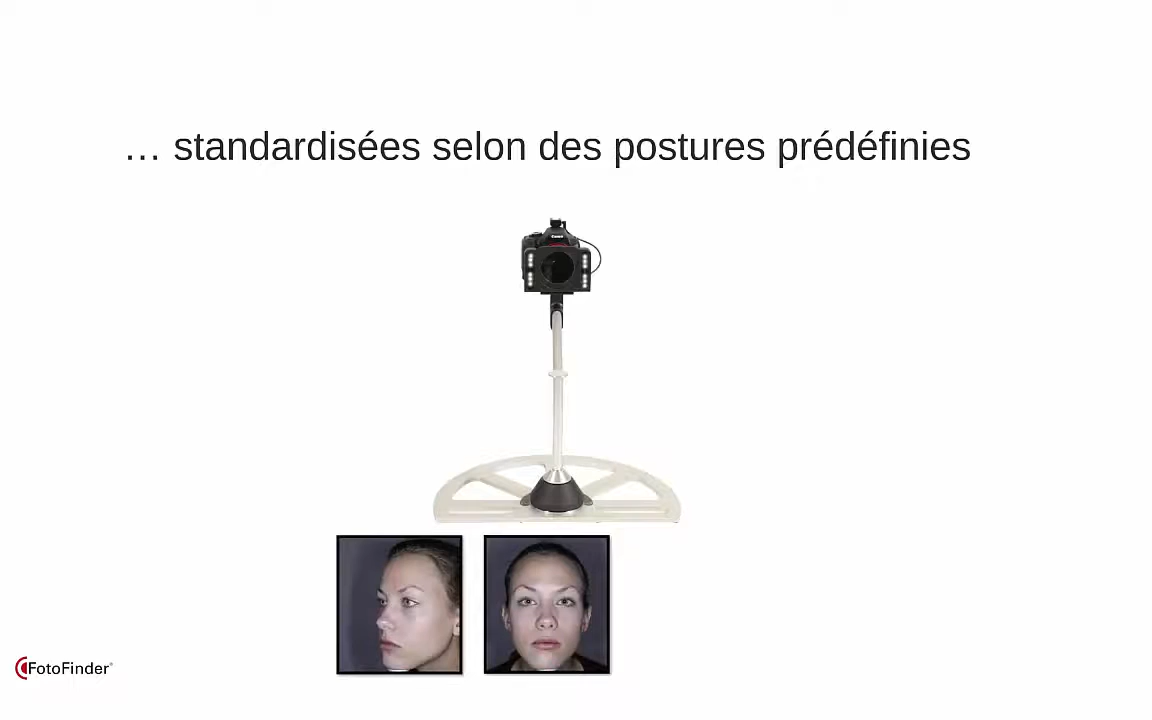 … standardisées selon des postures prédéfinies
FotoFinder